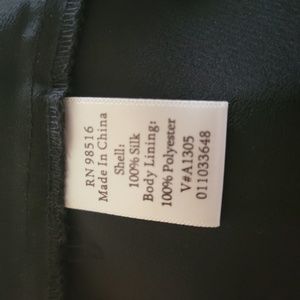 RN 98516
Made In China
Shell:
100% Silk
Body Lining:
100% Polyester
V#A1305
011033648